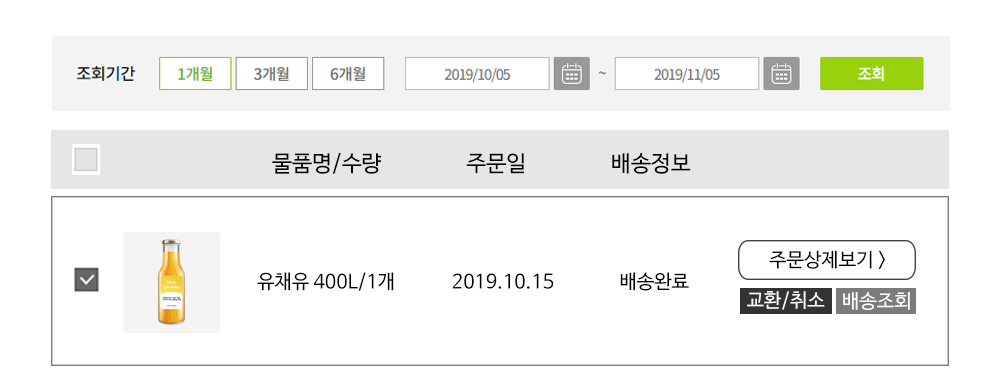 조회기간 1개월 3개월 6개월 2019/10/05 ~ 2019/11/05 조회
물품명/수량 주문일 배송정보
유채유 400L/1개 2019.10.15 배송완료 주문상제보기 〉
교환/취소 배송조회